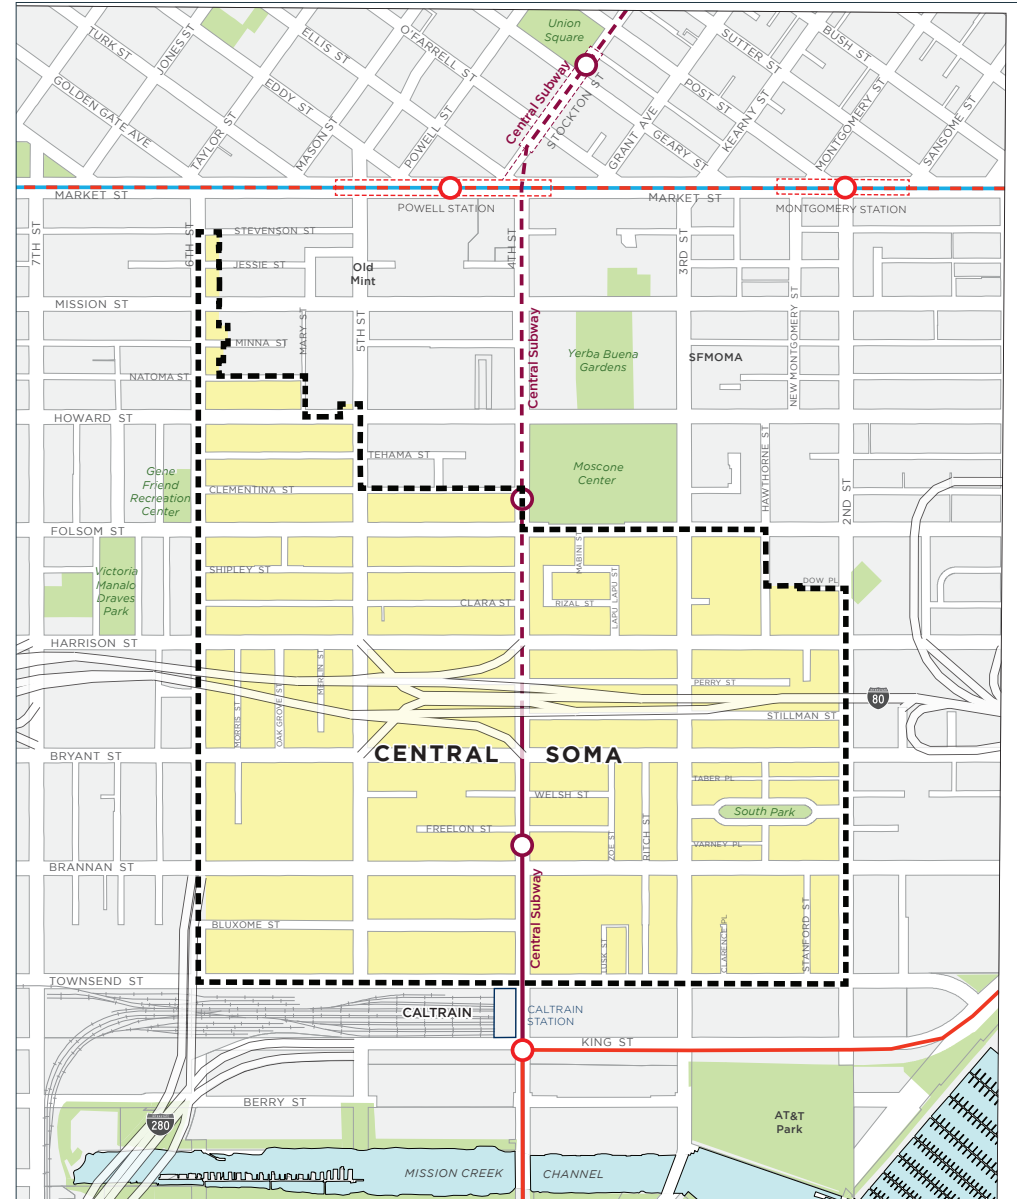 Union
Square
TURK ST
JONES ST
ELLIS ST
O'FARRELL ST
Central Subway
SUTTER ST
BUSH ST
GOLDEN GATE AVE
EDDY ST
TAYLOR ST
MASON ST
POWELL ST
STOCKTON ST
POST ST
GRANT AVE
GEARY ST
KEARNY ST
MONTGOMERY ST
SANSOME ST
MARKET ST
POWELL STATION
MARKET ST
MONTGOMERY STATION
7TH ST
6TH ST
STEVENSON ST
4TH ST
3RD ST
JESSIE ST
Old
Mint
MISSION ST
MARY ST
5TH ST
Central Subway
NEW MONTGOMERY ST
MINNA ST
Yerba Buena
Gardens
SFMOMA
NATOMA ST
HOWARD ST
TEHAMA ST
HAWTHORNE ST
Gene
Friend
Recreation
Center
CLEMENTINA ST
Moscone
Center
2ND ST
FOLSOM ST
MABINI ST
SHIPLEY ST
LAPU LAPU ST
DOW PL
Victoria
Manalo
Draves
Park
CLARA ST
RIZAL ST
HARRISON ST
MERLIN ST
OAK GROVE ST
MORRIS ST
PERRY ST
80
STILLMAN ST
BRYANT ST
CENTRAL SOMA
TABER PL
WELSH ST
South Park
FREELON ST
ZOE ST
RITCH ST
VARNEY PL
BRANNAN ST
Central Subway
BLUXOME ST
LUSK ST
CLARENCE PL
STANFORD ST
TOWNSEND ST
CALTRAIN
CALTRAIN
STATION
KING ST
BERRY ST
280
AT&T
Park
MISSION CREEK CHANNEL